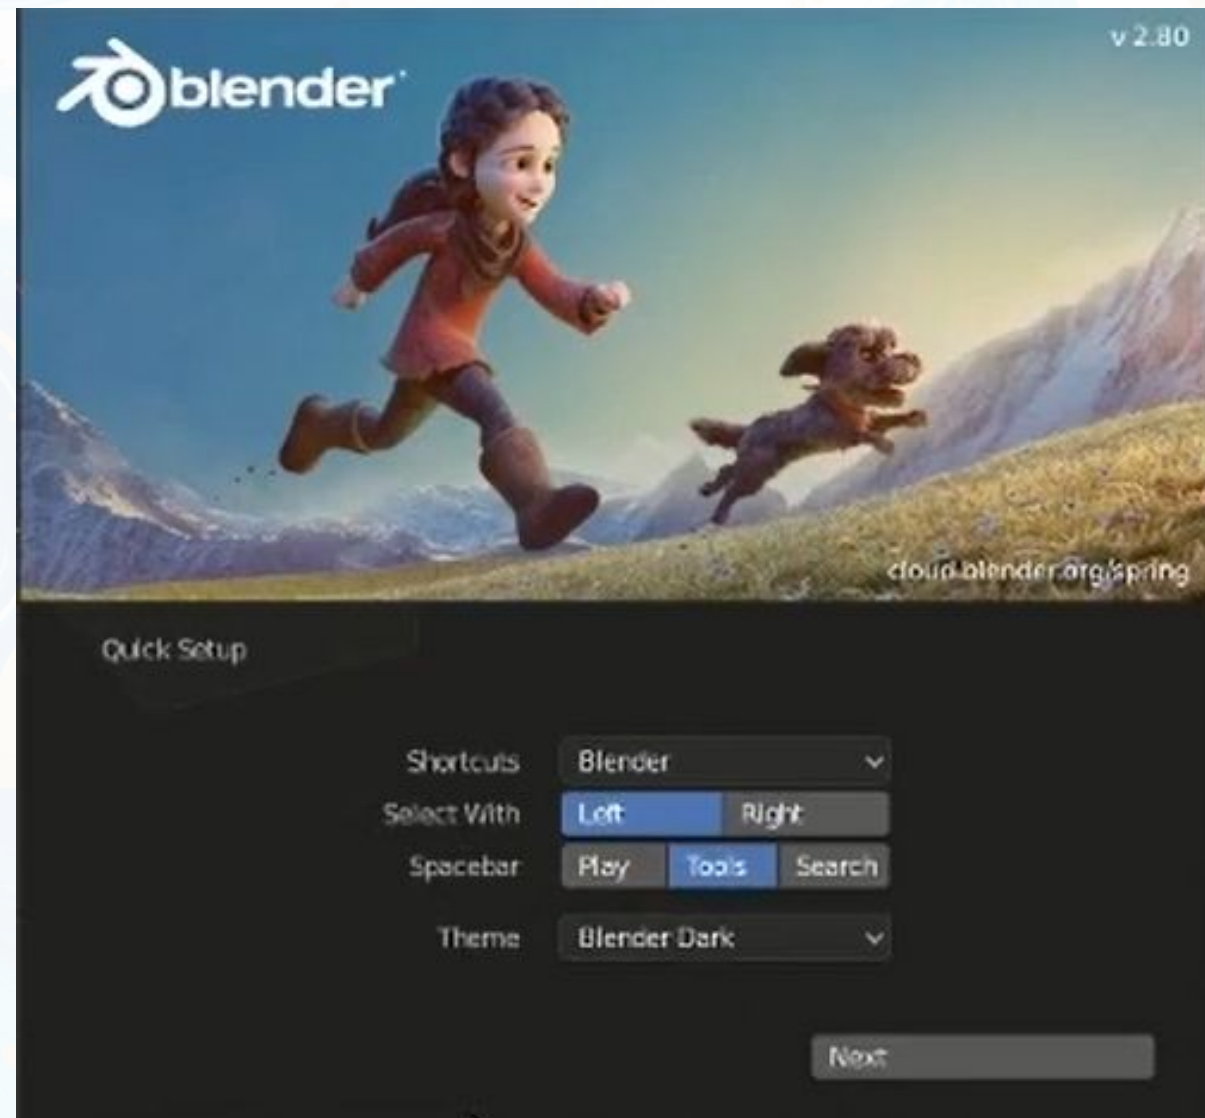 v 2.80
blender
cloud.blender.org/spring
Quick Setup
Shortcuts Blender
Select With Left Right
Spacebar Play Tools Search
Theme Blender Dark
Next